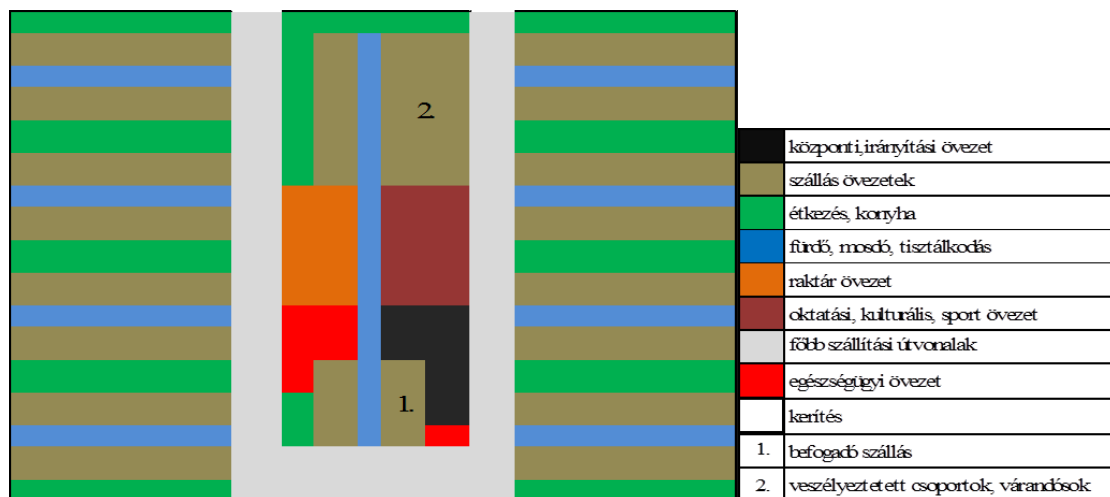 2.
1.
központi,irányítási övezet
szállás övezetek
étkezés, konyha
fürdő, mosdó, tisztálkodás
raktár övezet
oktatási, kulturális, sport övezet
főbb szállítási útvonalak
egészségügyi övezet
kerítés
1. befogadó szállás
2. veszélyeztetett csoportok, várandósok